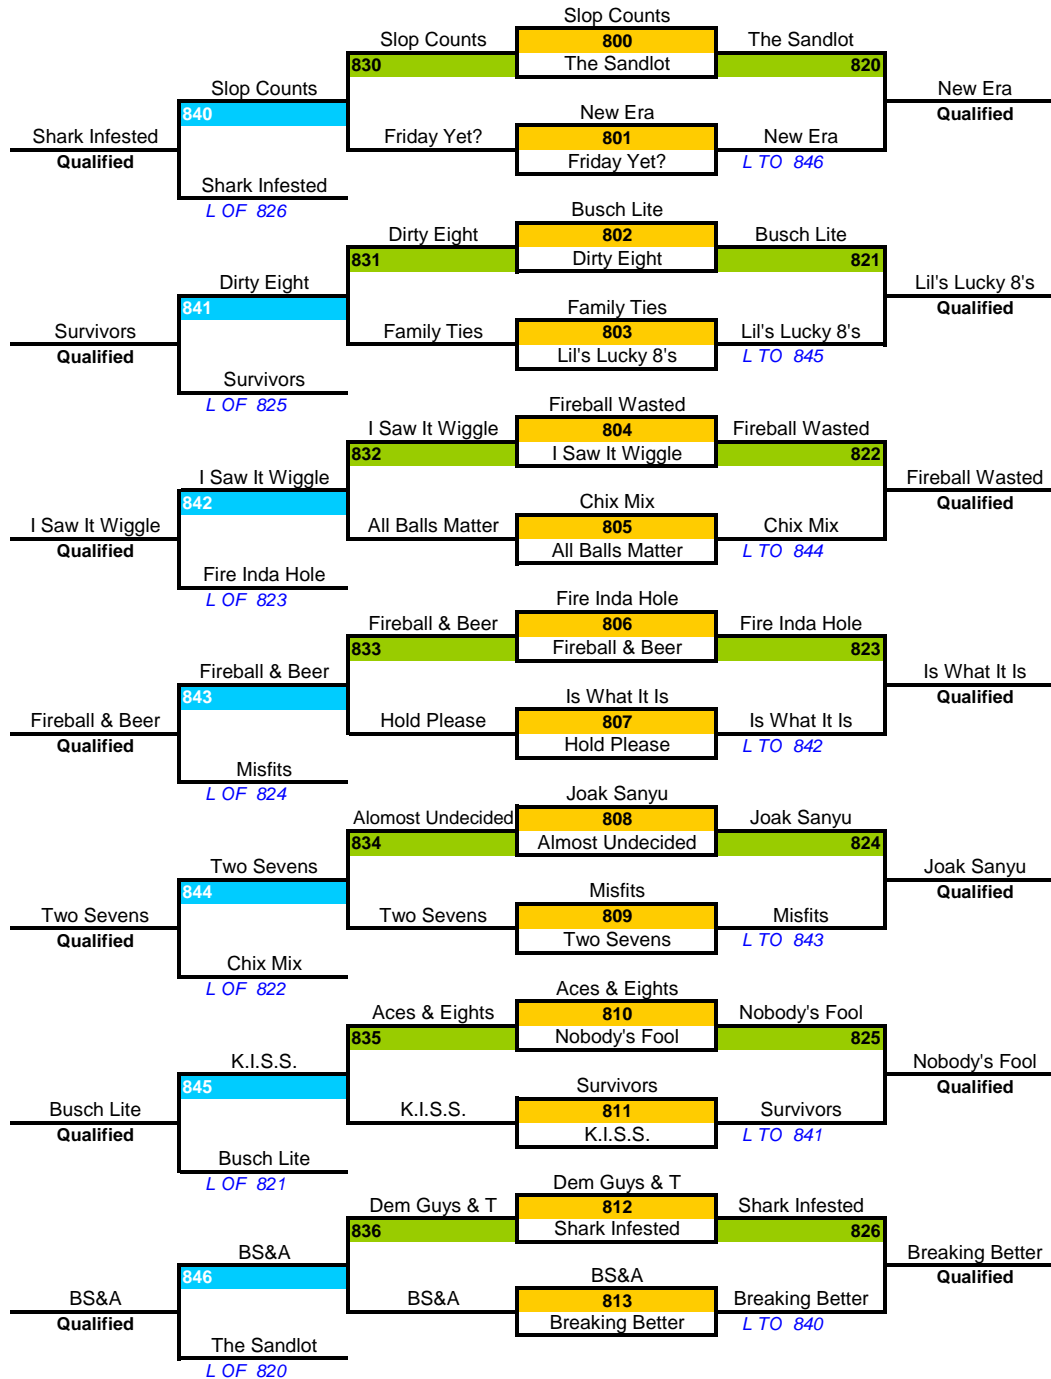 Slop Counts
Slop Counts 800 The Sandlot
830 The Sandlot 820
Slop Counts New Era
840 New Era Qualified
Shark Infested Friday Yet? 801 New Era
Qualified Friday Yet? L TO 846
Shark Infested
L OF 826 Busch Lite
Dirty Eight 802 Busch Lite
831 Dirty Eight 821
Dirty Eight Lil's Lucky 8's
841 Family Ties Qualified
Survivors Family Ties 803 Lil's Lucky 8's
Qualified Lil's Lucky 8's L TO 845
Survivors
L OF 825 Fireball Wasted
I Saw It Wiggle 804 Fireball Wasted
832 I Saw It Wiggle 822
I Saw It Wiggle Fireball Wasted
842 Chix Mix Qualified
I Saw It Wiggle All Balls Matter 805 Chix Mix
Qualified All Balls Matter L TO 844
Fire Inda Hole
L OF 823 Fire Inda Hole
Fireball & Beer 806 Fire Inda Hole
833 Fireball & Beer 823
Fireball & Beer Is What It Is
843 Is What It Is Qualified
Fireball & Beer Hold Please 807 Is What It Is
Qualified Hold Please L TO 842
Misfits
L OF 824 Joak Sanyu
Alomost Undecided 808 Joak Sanyu
834 Almost Undecided 824
Two Sevens Joak Sanyu
844 Misfits Qualified
Two Sevens Two Sevens 809 Misfits
Qualified Two Sevens L TO 843
Chix Mix
L OF 822 Aces & Eights
Aces & Eights 810 Nobody's Fool
835 Nobody's Fool 825
K.I.S.S. Nobody's Fool
845 Survivors Qualified
Busch Lite K.I.S.S. 811 Survivors
Qualified K.I.S.S. L TO 841
Busch Lite
L OF 821 Dem Guys & T
Dem Guys & T 812 Shark Infested
836 Shark Infested 826
BS&A Breaking Better
846 BS&A Qualified
BS&A BS&A 813 Breaking Better
Qualified Breaking Better L TO 840
The Sandlot
L OF 820